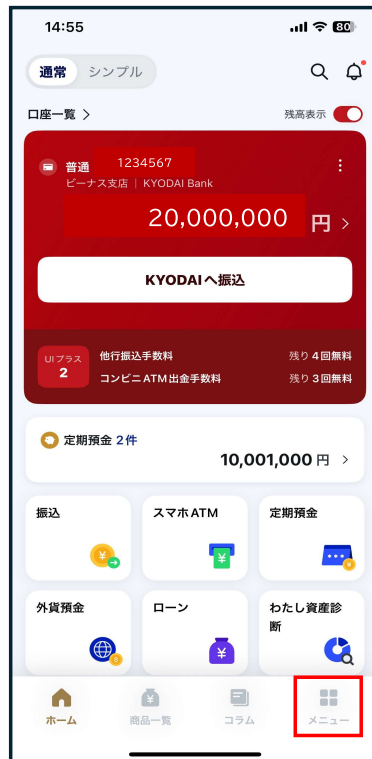 14:55 80
通常 シンプル
口座一覧 > 残高表示
普通 1234567
ビーナス支店 | KYODAI Bank
20,000,000 円 >
KYODAIへ振込
UIプラス
2
他行振込手数料 残り4回無料
コンビニATM出金手数料 残り3回無料
定期預金 2件
10,001,000 円 >
振込 スマホATM 定期預金
外貨預金 ローン わたし資産診
断
ホーム 商品一覧 コラム メニュー